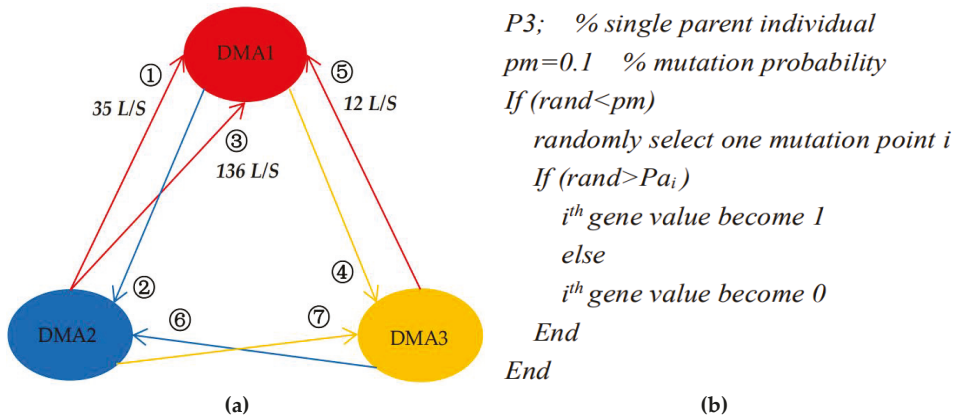 DMA1
①
⑤
35 L/S
12 L/S
③
136 L/S
②
④
⑥
⑦
DMA2
DMA3
(a)
P3; % single parent individual
pm=0.1 % mutation probability
If (rand<pm)
randomly select one mutation point i
If (rand>Paᵢ)
iᵗʰ gene value become 1
else
iᵗʰ gene value become 0
End
End
(b)